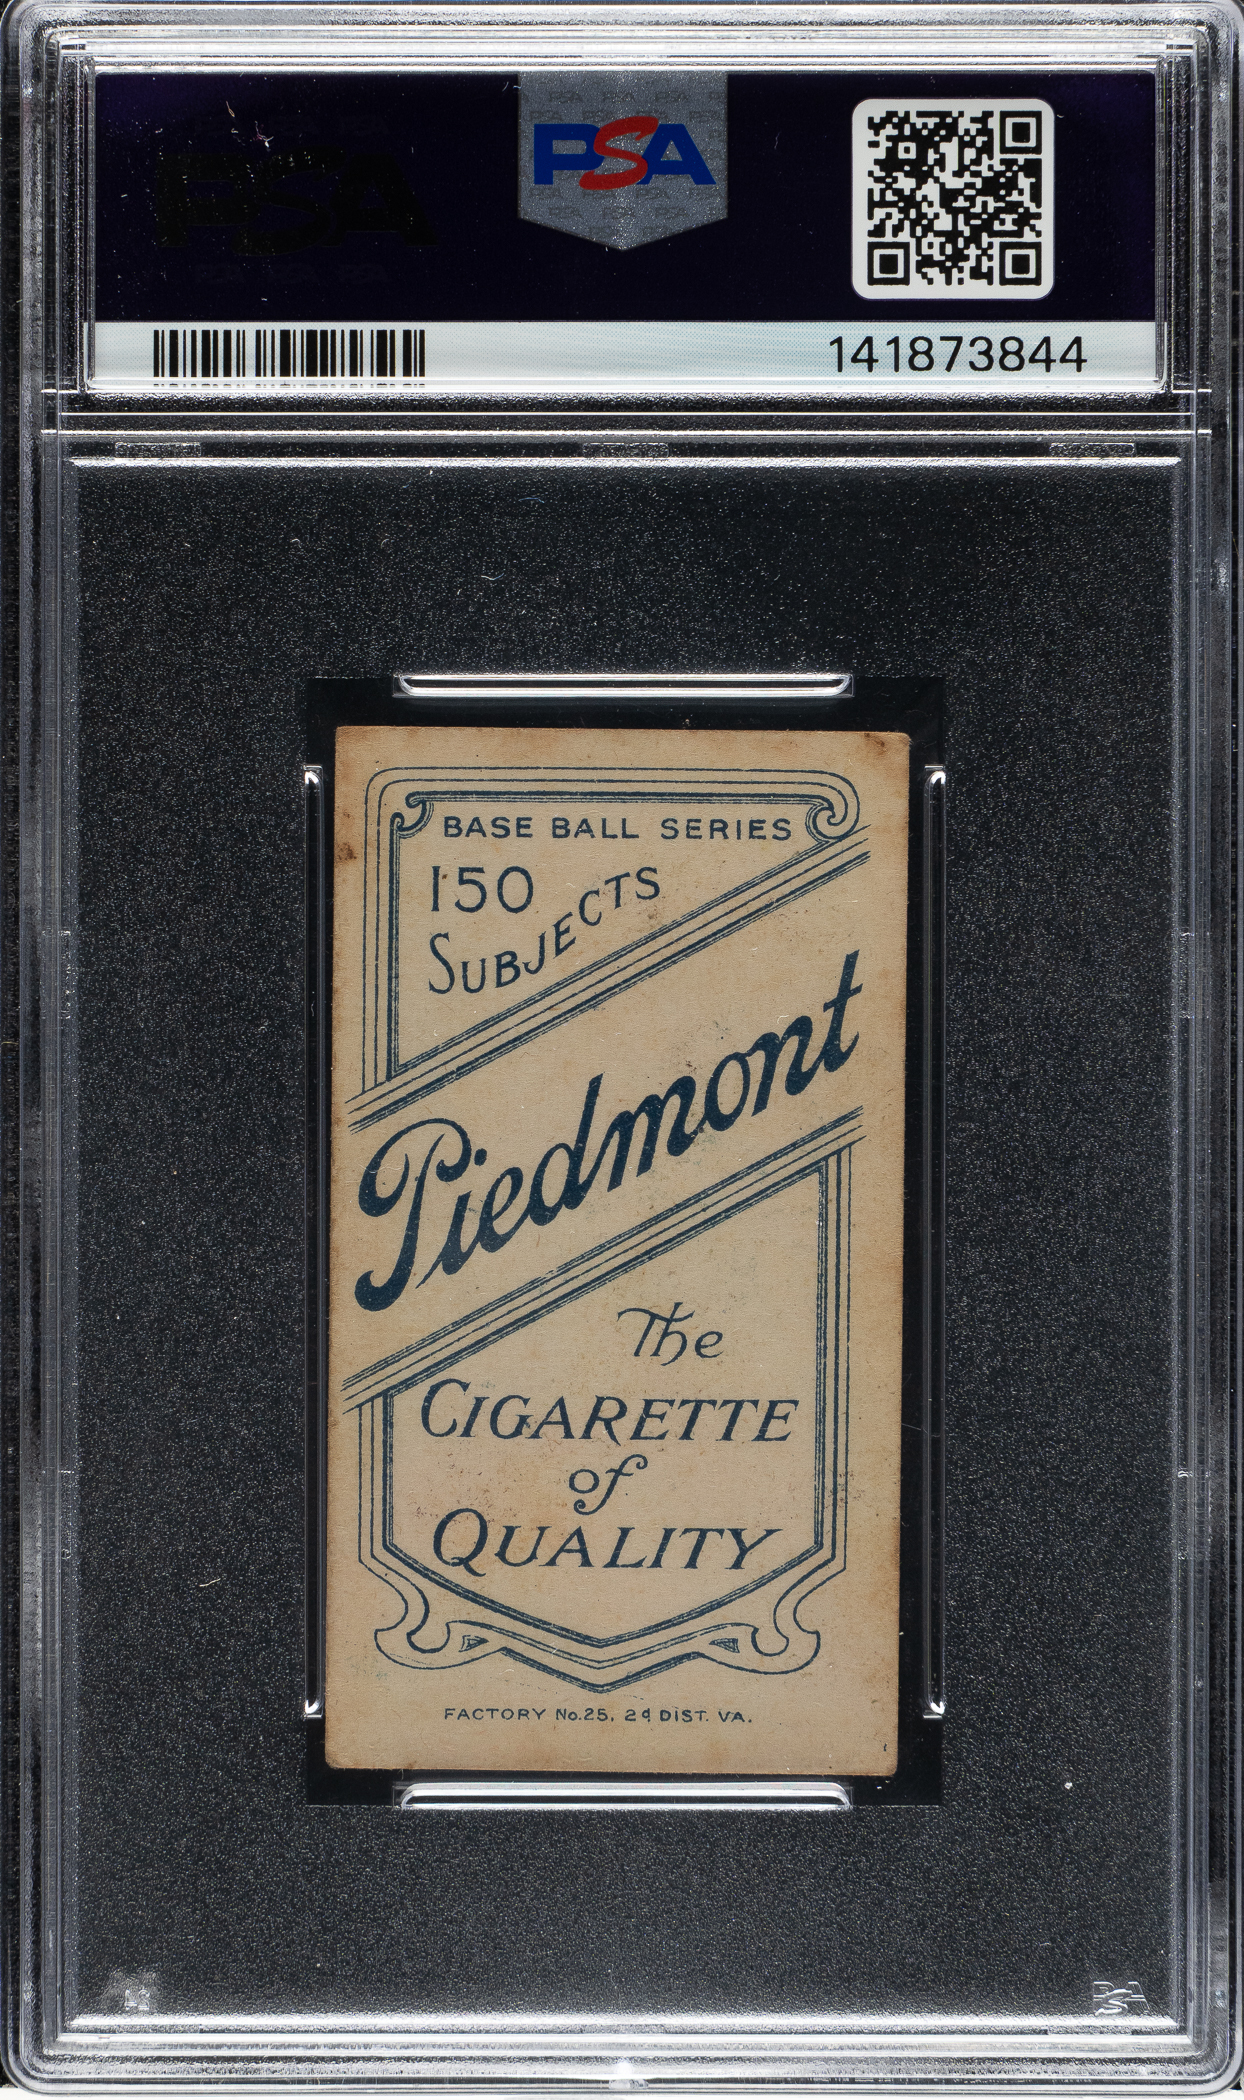 PSA
141873844
BASE BALL SERIES
150
SUBJECTS
Piedmont
The
CIGARETTE
of
QUALITY
FACTORY No.25, 2d DIST. VA.